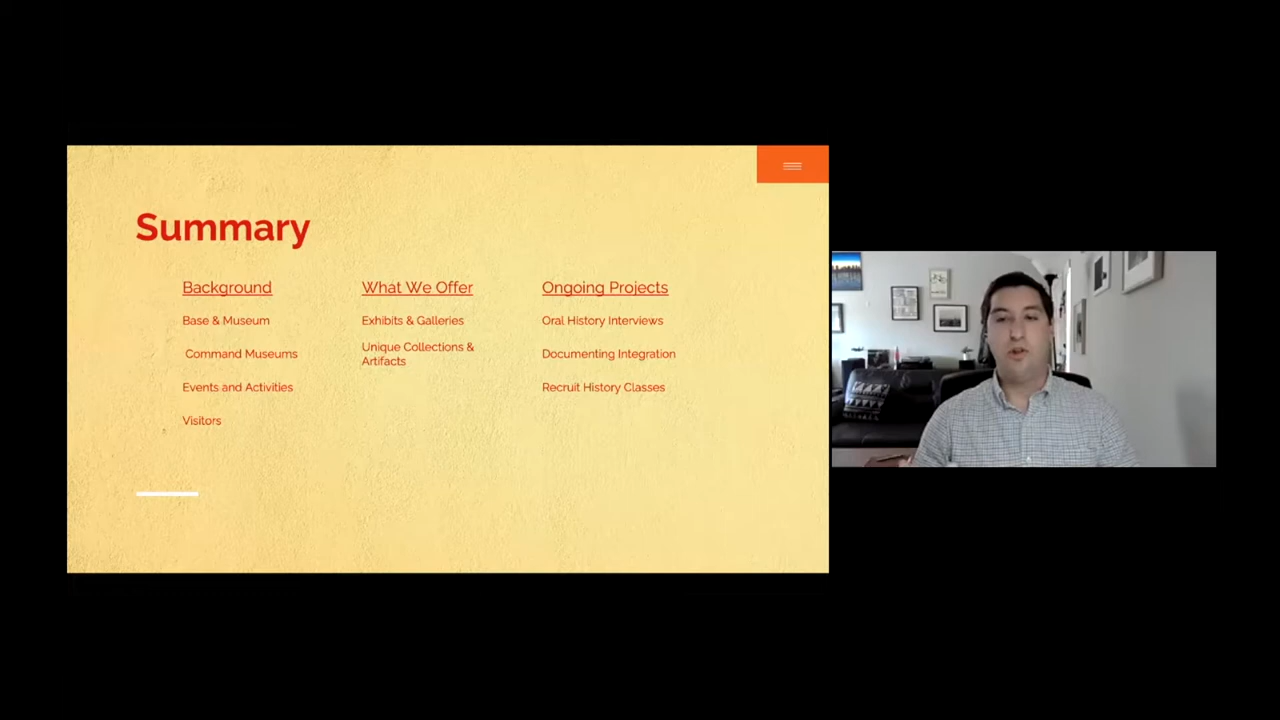 Summary
Background
Base & Museum
Command Museums
Events and Activities
Visitors
What We Offer
Exhibits & Galleries
Unique Collections &
Artifacts
Ongoing Projects
Oral History Interviews
Documenting Integration
Recruit History Classes